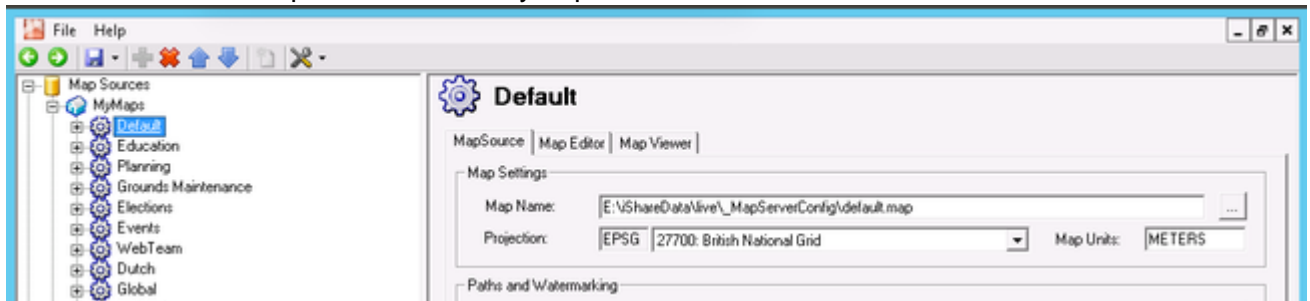 File Help
Map Sources
MyMaps
Default
Education
Planning
Grounds Maintenance
Elections
Events
WebTeam
Dutch
Global
Default
MapSource Map Editor Map Viewer
Map Settings
Map Name: E:\iShareData\live\_MapServerConfig\default.map ...
Projection: EPSG 27700: British National Grid Map Units: METERS
Paths and Watermarking